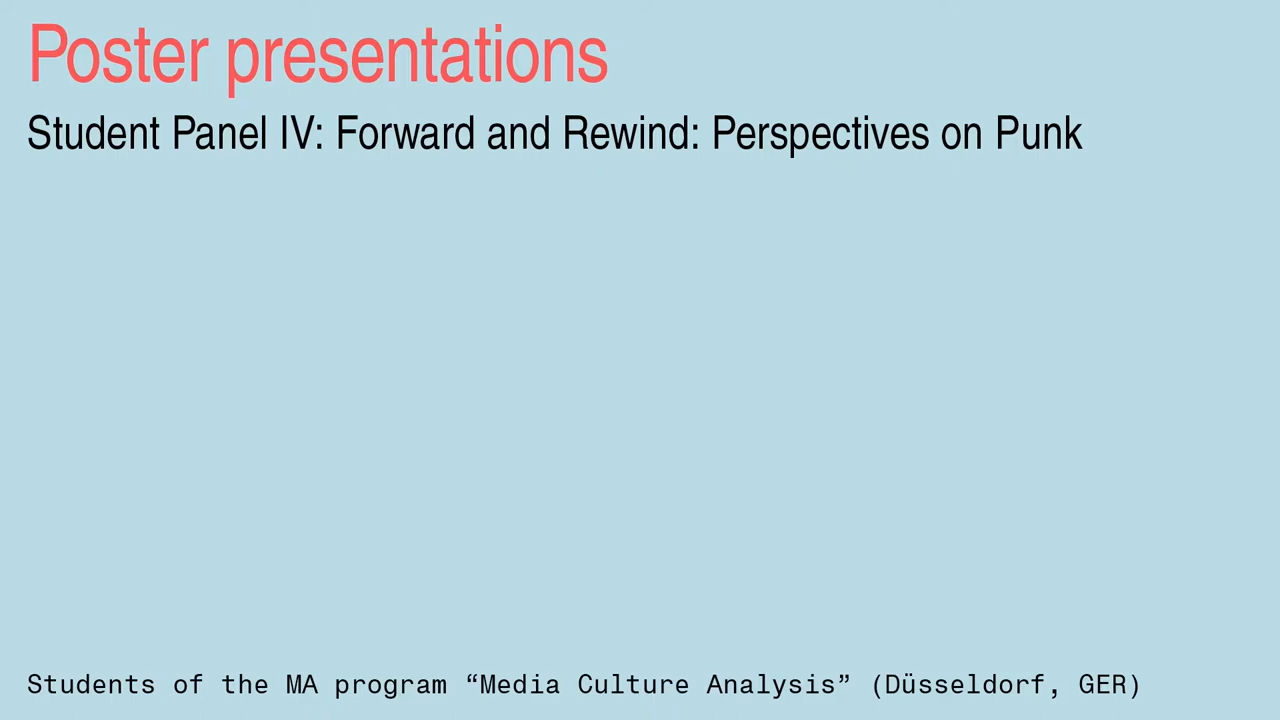 Poster presentations
Student Panel IV: Forward and Rewind: Perspectives on Punk
Students of the MA program “Media Culture Analysis” (Düsseldorf, GER)